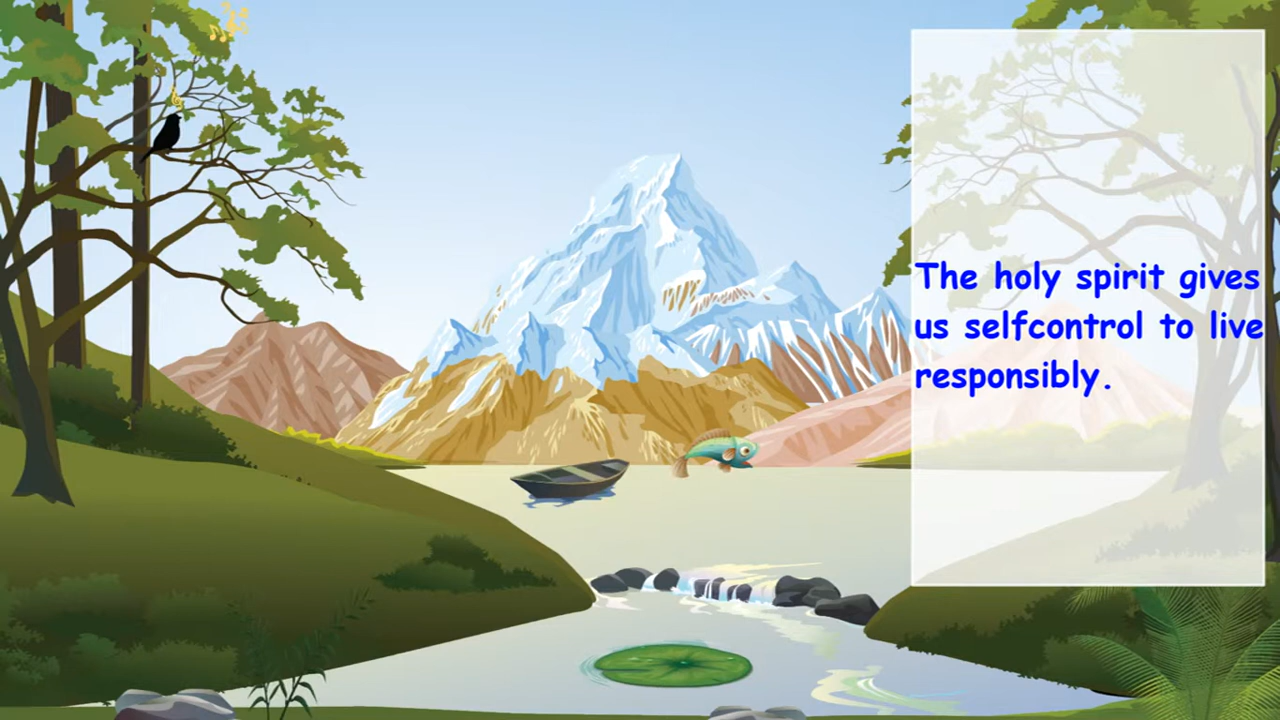 The holy spirit gives
us selfcontrol to live
responsibly.